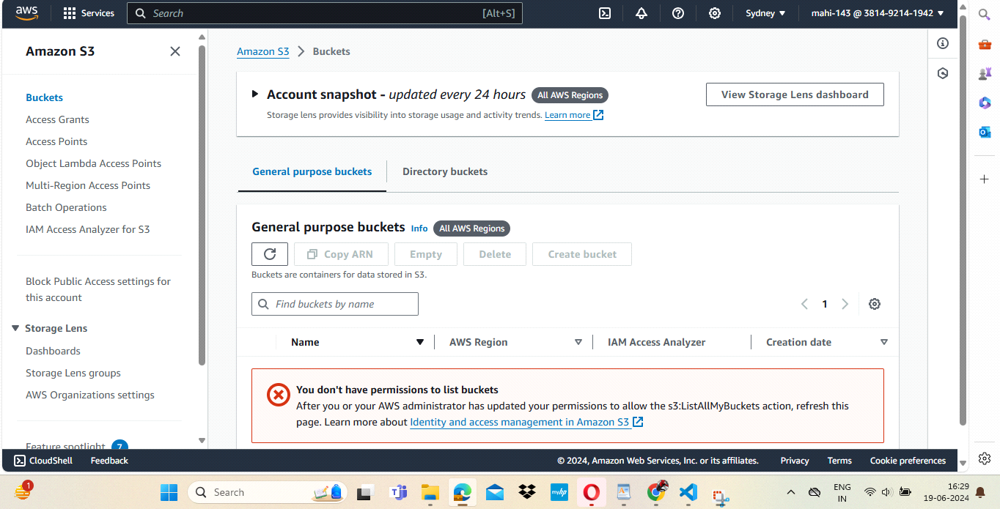 aws
Services
Search
[Alt+S]
Sydney
mahi-143 @ 3814-9214-1942
Amazon S3
Buckets
Access Grants
Access Points
Object Lambda Access Points
Multi-Region Access Points
Batch Operations
IAM Access Analyzer for S3
Block Public Access settings for
this account
Storage Lens
Dashboards
Storage Lens groups
AWS Organizations settings
Feature spotlight 7
Amazon S3 > Buckets
Account snapshot - updated every 24 hours All AWS Regions
View Storage Lens dashboard
Storage lens provides visibility into storage usage and activity trends. Learn more
General purpose buckets
Directory buckets
General purpose buckets Info All AWS Regions
Copy ARN
Empty
Delete
Create bucket
Buckets are containers for data stored in S3.
Find buckets by name
1
Name
AWS Region
IAM Access Analyzer
Creation date
You don't have permissions to list buckets
After you or your AWS administrator has updated your permissions to allow the s3:ListAllMyBuckets action, refresh this
page. Learn more about Identity and access management in Amazon S3
CloudShell
Feedback
© 2024, Amazon Web Services, Inc. or its affiliates.
Privacy
Terms
Cookie preferences
1
Search
myhp
ENG
IN
16:29
19-06-2024